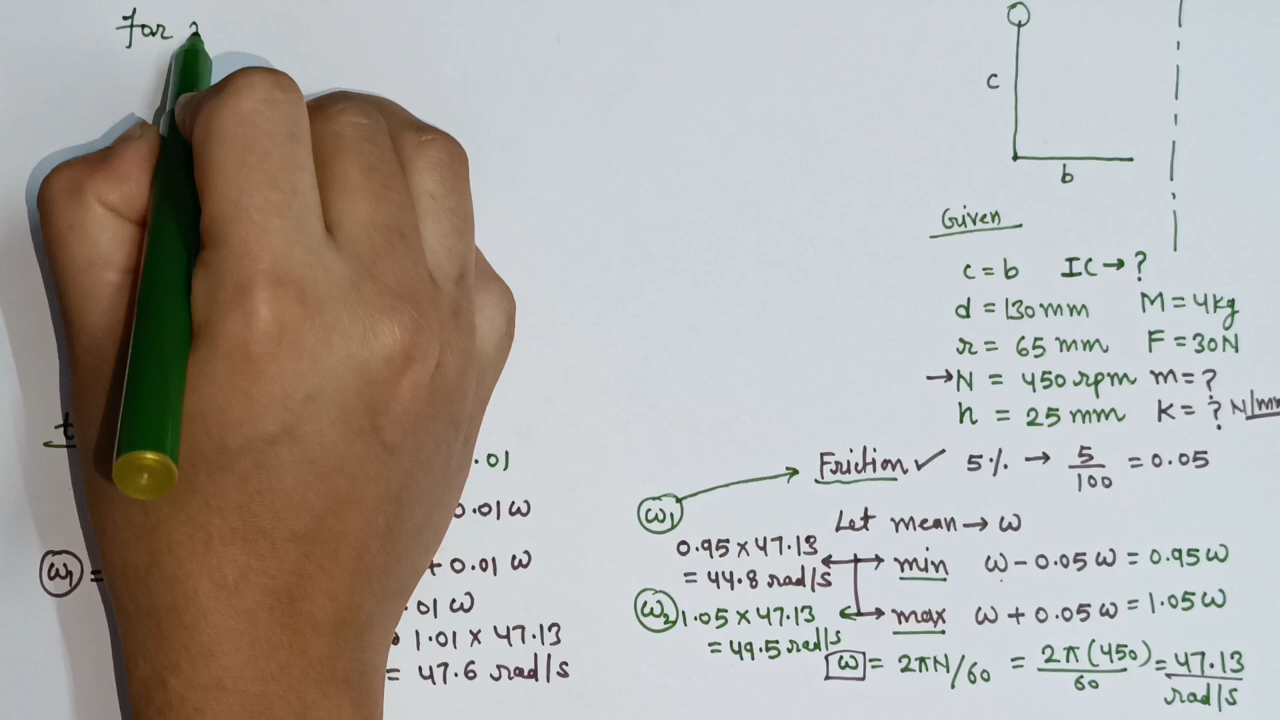 For
c
b
Given
c = b IC → ?
d = 130 mm M = 4 kg
r = 65 mm F = 30N
→ N = 450 rpm m = ?
h = 25 mm K = ? N/mm
t
.01
0.01 ω
ω1 =
+ 0.01 ω
.01 ω
1.01 × 47.13
= 47.6 rad/s
Friction ✓ 5% → 5/100 = 0.05
ω1
Let mean → ω
0.95 × 47.13
= 44.8 rad/s
min ω - 0.05 ω = 0.95 ω
ω2 1.05 × 47.13
= 49.5 rad/s
max ω + 0.05 ω = 1.05 ω
ω = 2πN/60 = 2π(450)/60 = 47.13 rad/s